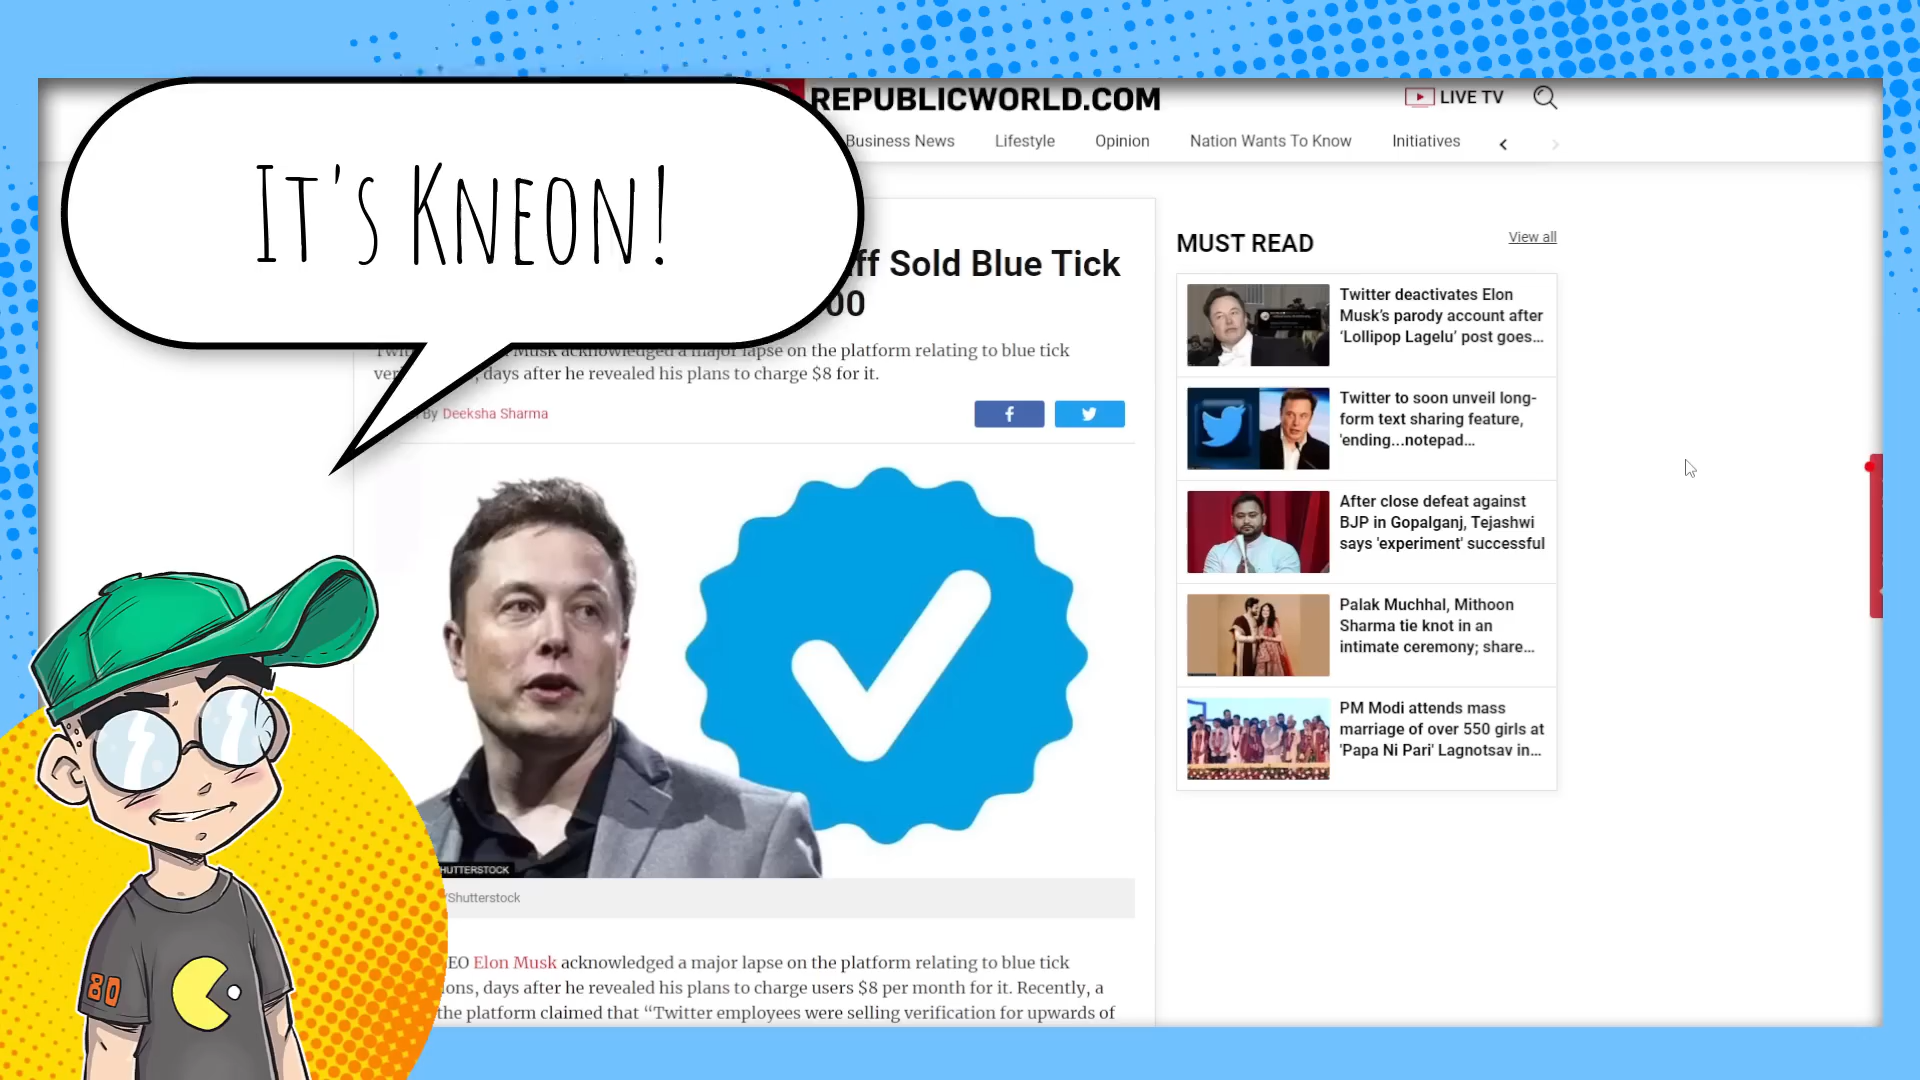 REPUBLICWORLD.COM
LIVE TV
Business News Lifestyle Opinion Nation Wants To Know Initiatives
It's Kneon!
Sold Blue Tick
00
Musk acknowledged a major lapse on the platform relating to blue tick
days after he revealed his plans to charge $8 for it.
By Deeksha Sharma
SHUTTERSTOCK
/Shutterstock
EO Elon Musk acknowledged a major lapse on the platform relating to blue tick
ons, days after he revealed his plans to charge users $8 per month for it. Recently, a
the platform claimed that “Twitter employees were selling verification for upwards of
MUST READ
View all
Twitter deactivates Elon
Musk’s parody account after
‘Lollipop Lagelu’ post goes...
Twitter to soon unveil long-
form text sharing feature,
'ending...notepad...
After close defeat against
BJP in Gopalganj, Tejashwi
says 'experiment' successful
Palak Muchhal, Mithoon
Sharma tie knot in an
intimate ceremony; share...
PM Modi attends mass
marriage of over 550 girls at
'Papa Ni Pari' Lagnotsav in...
80